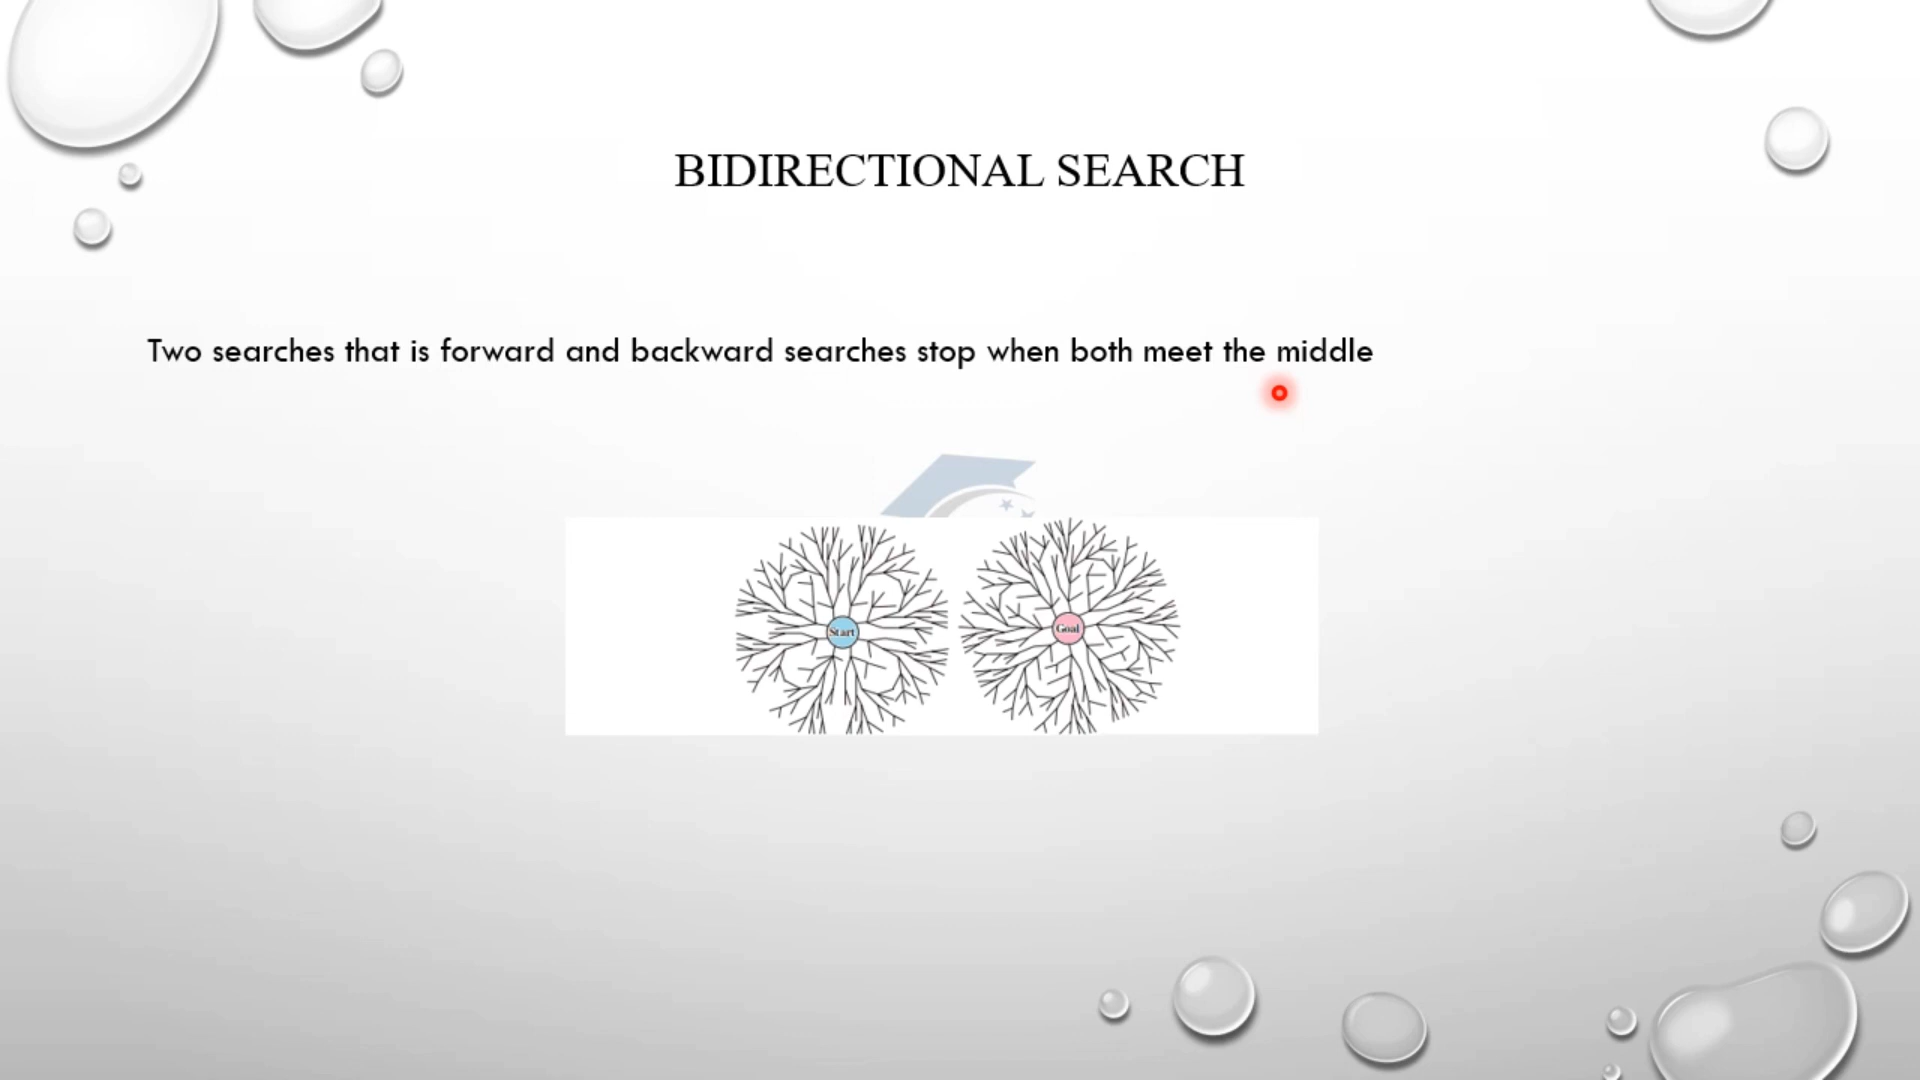 BIDIRECTIONAL SEARCH
Two searches that is forward and backward searches stop when both meet the middle
Start
Goal